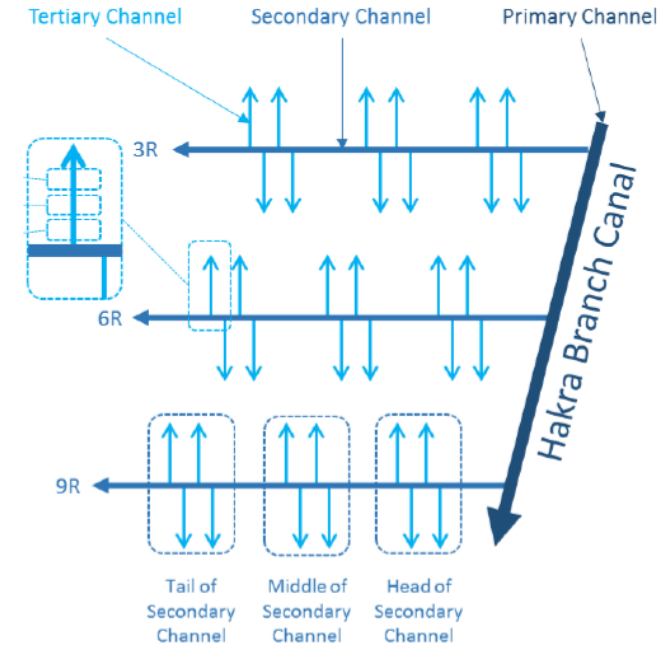 Tertiary Channel
Secondary Channel
Primary Channel
3R
Hakra Branch Canal
6R
9R
Tail of
Secondary
Channel
Middle of
Secondary
Channel
Head of
Secondary
Channel